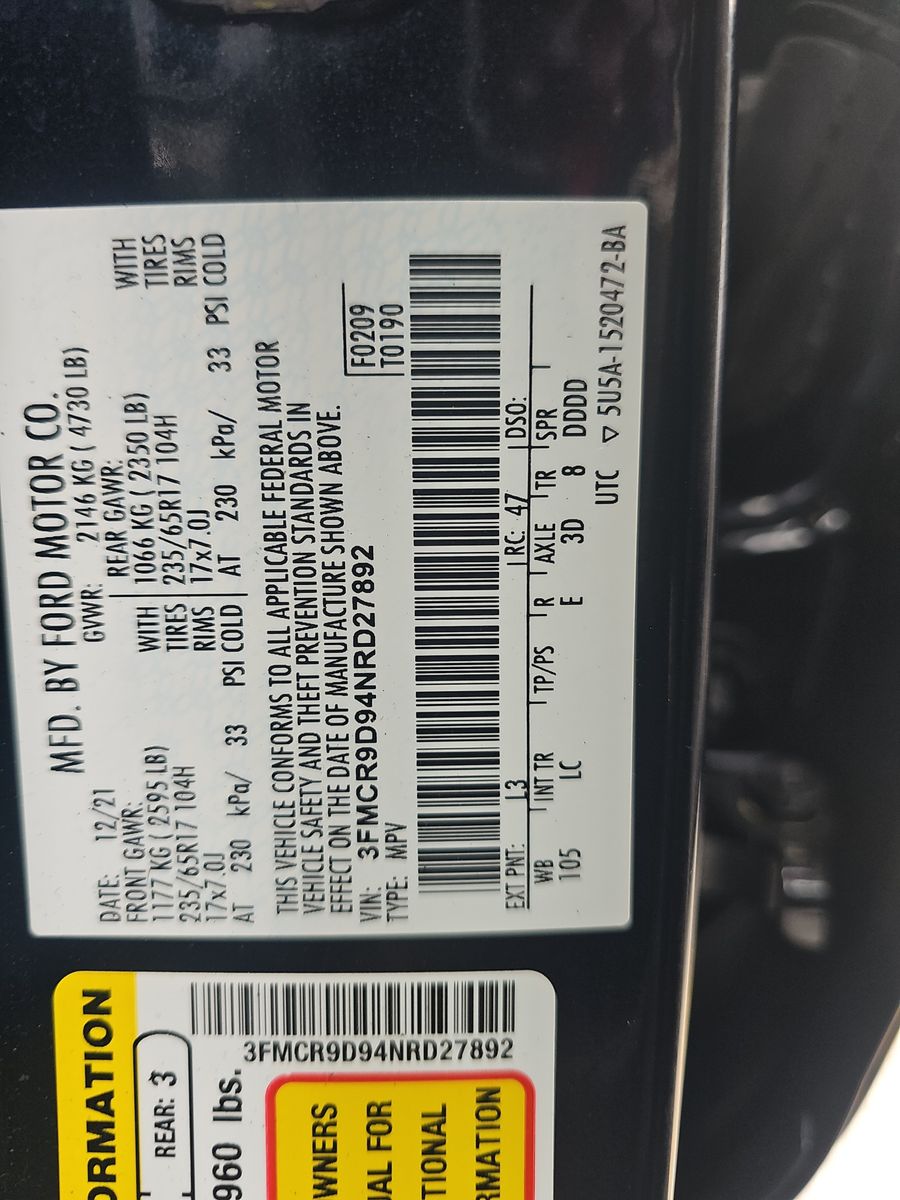 MFD. BY FORD MOTOR CO.
DATE: 12/21 GVWR: 2146 KG ( 4730 LB)
FRONT GAWR: REAR GAWR:
1177 KG ( 2595 LB) WITH 1066 KG ( 2350 LB) WITH
235/65R17 104H TIRES 235/65R17 104H TIRES
17x7.0J RIMS 17x7.0J RIMS
AT 230 kPa/ 33 PSI COLD AT 230 kPa/ 33 PSI COLD
THIS VEHICLE CONFORMS TO ALL APPLICABLE FEDERAL MOTOR
VEHICLE SAFETY AND THEFT PREVENTION STANDARDS IN
EFFECT ON THE DATE OF MANUFACTURE SHOWN ABOVE.
VIN: 3FMCR9D94NRD27892 F0209
TYPE: MPV T0190
EXT PNT: L3 RC: 47 DSO:
WB INT TR TP/PS R AXLE TR SPR
105 LC E 3D 8 DDDD
UTC ▽ 5U5A-1520472-BA
ORMATION
REAR: 3
3FMCR9D94NRD27892
960 lbs.
WNERS
AL FOR
TIONAL
RMATION